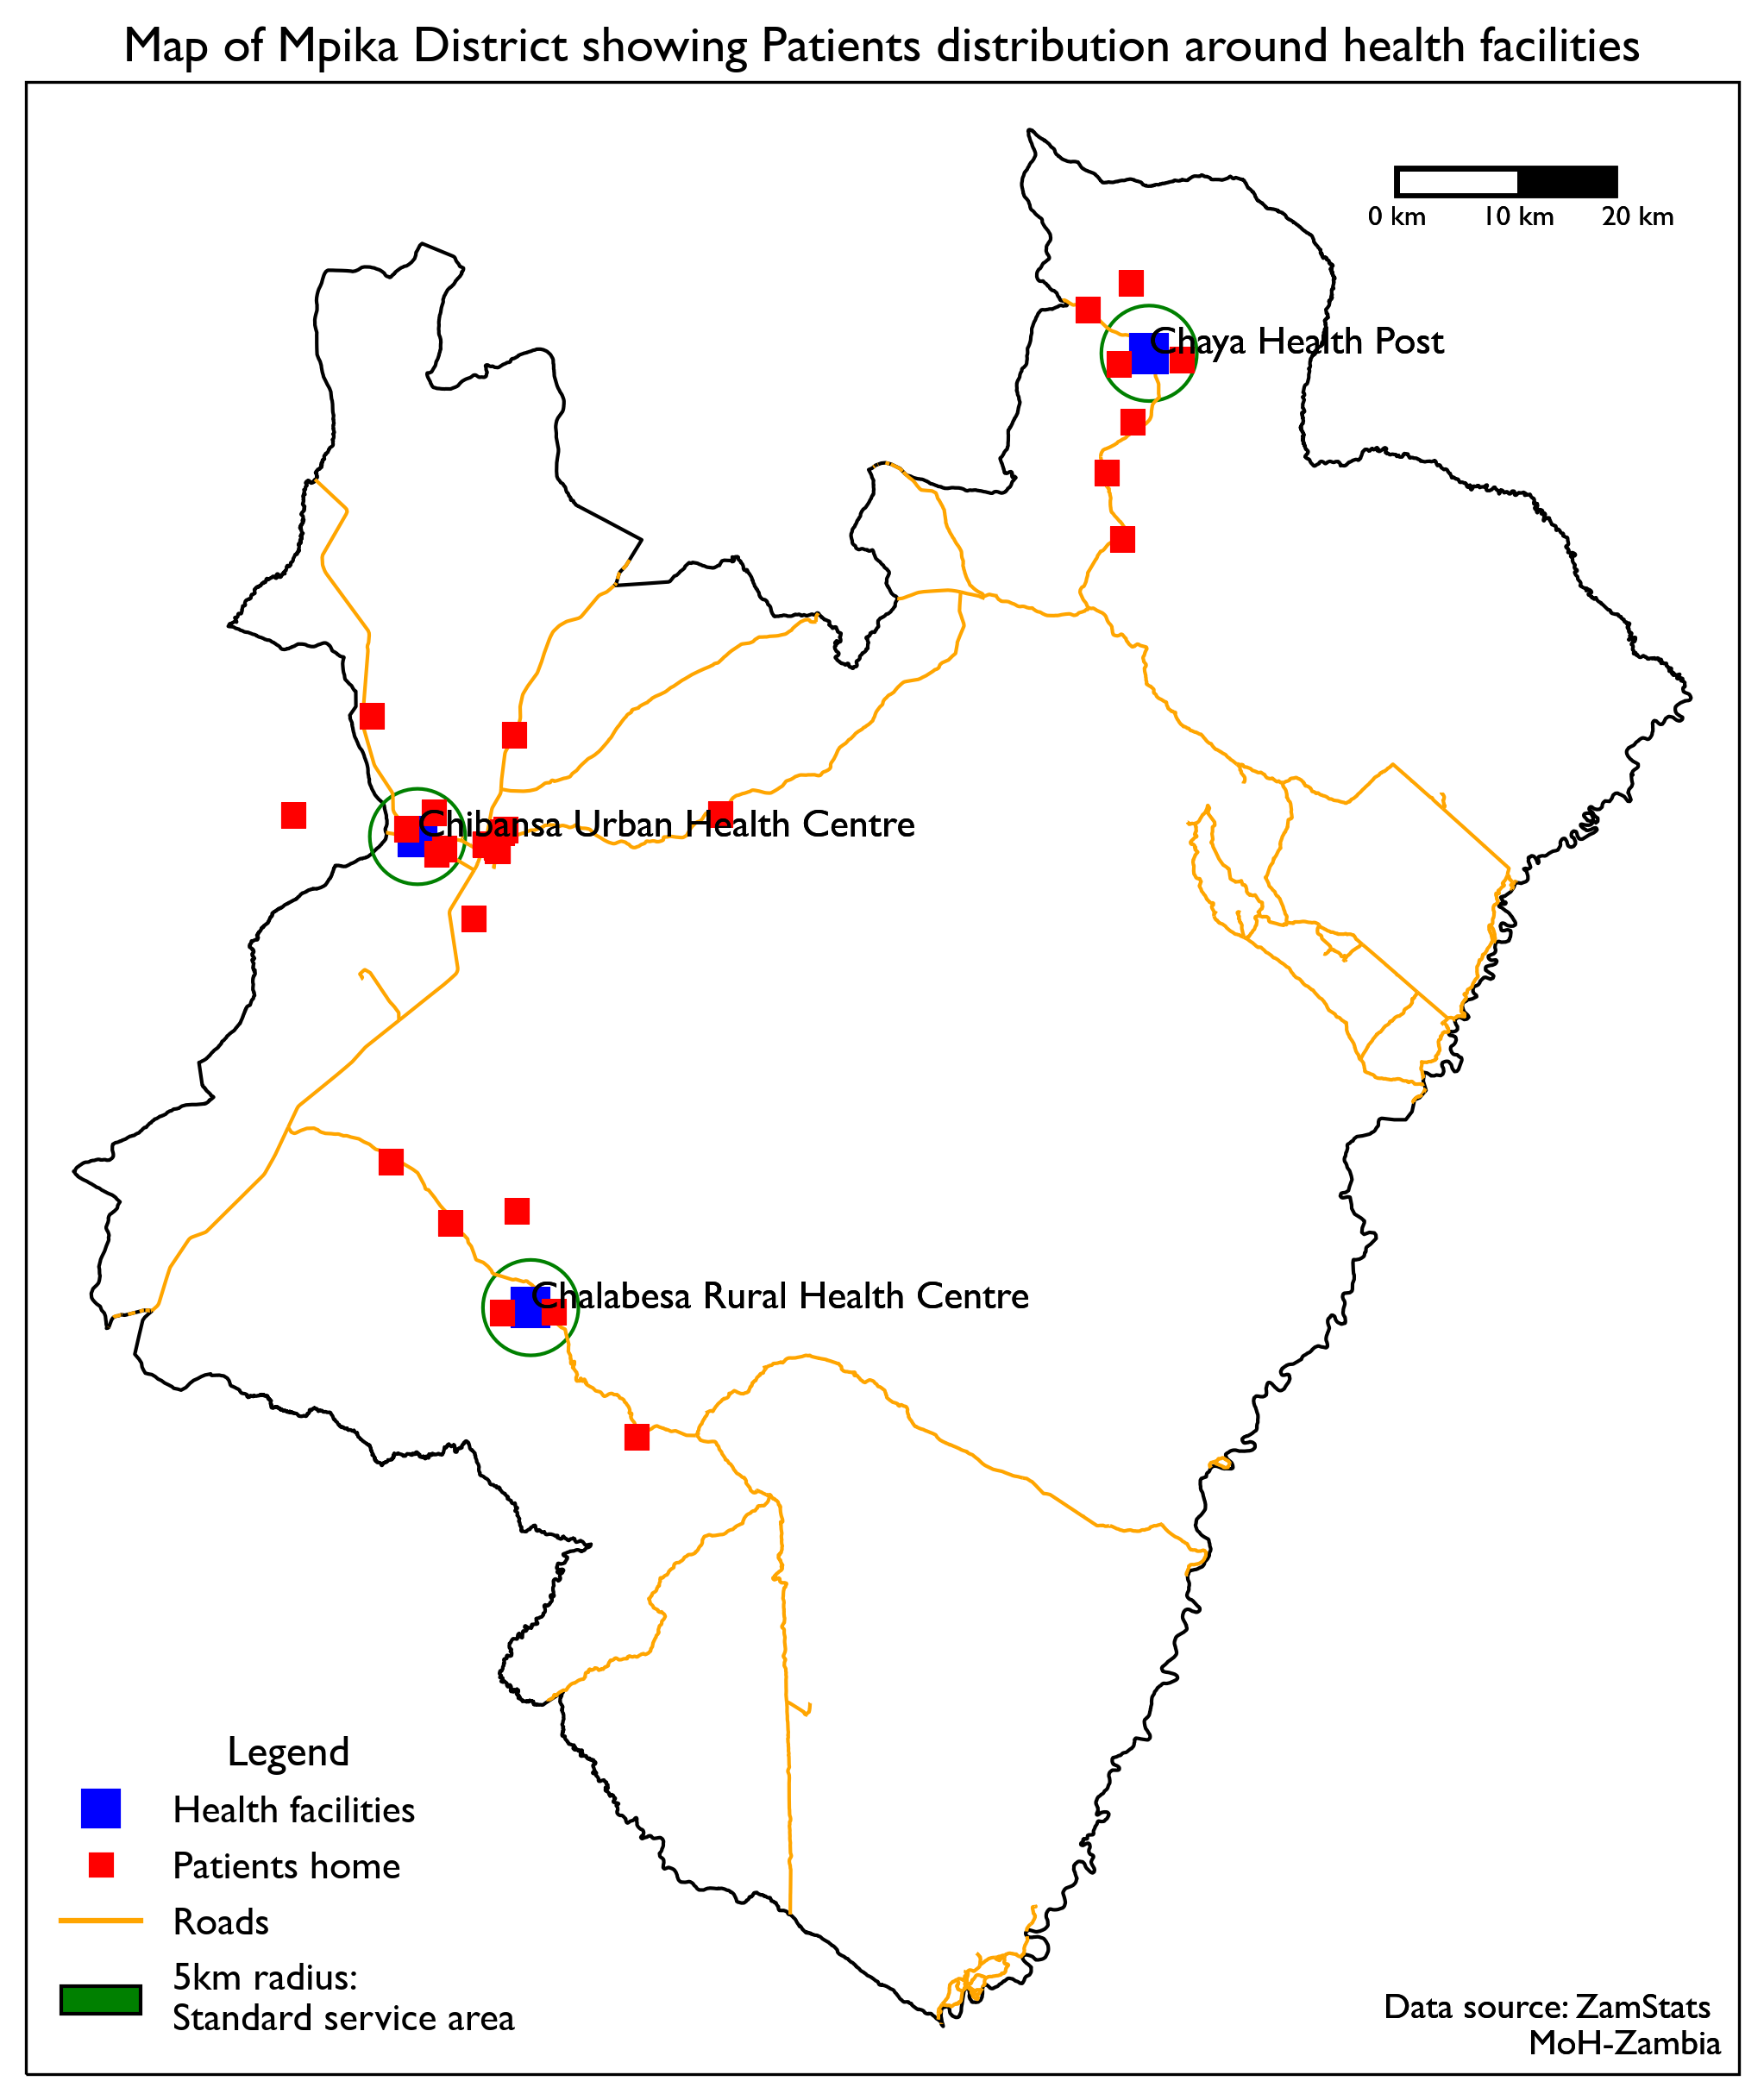 Map of Mpika District showing Patients distribution around health facilities
0 km 10 km 20 km
Chaya Health Post
Chibansa Urban Health Centre
Chalabesa Rural Health Centre
Legend
Health facilities
Patients home
Roads
5km radius:
Standard service area
Data source: ZamStats
MoH-Zambia